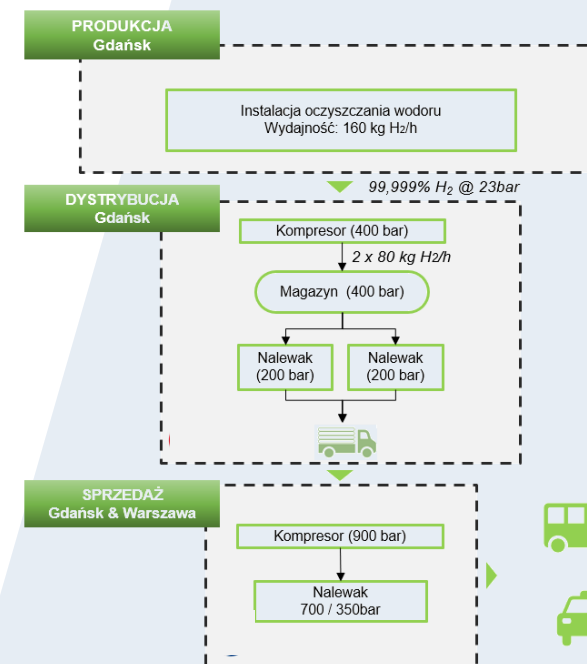 PRODUKCJA
Gdańsk
Instalacja oczyszczania wodoru
Wydajność: 160 kg H2/h
99,999% H₂ @ 23bar
DYSTRYBUCJA
Gdańsk
Kompresor (400 bar)
2 x 80 kg H2/h
Magazyn (400 bar)
Nalewak
(200 bar)
Nalewak
(200 bar)
SPRZEDAŻ
Gdańsk & Warszawa
Kompresor (900 bar)
Nalewak
700 / 350bar